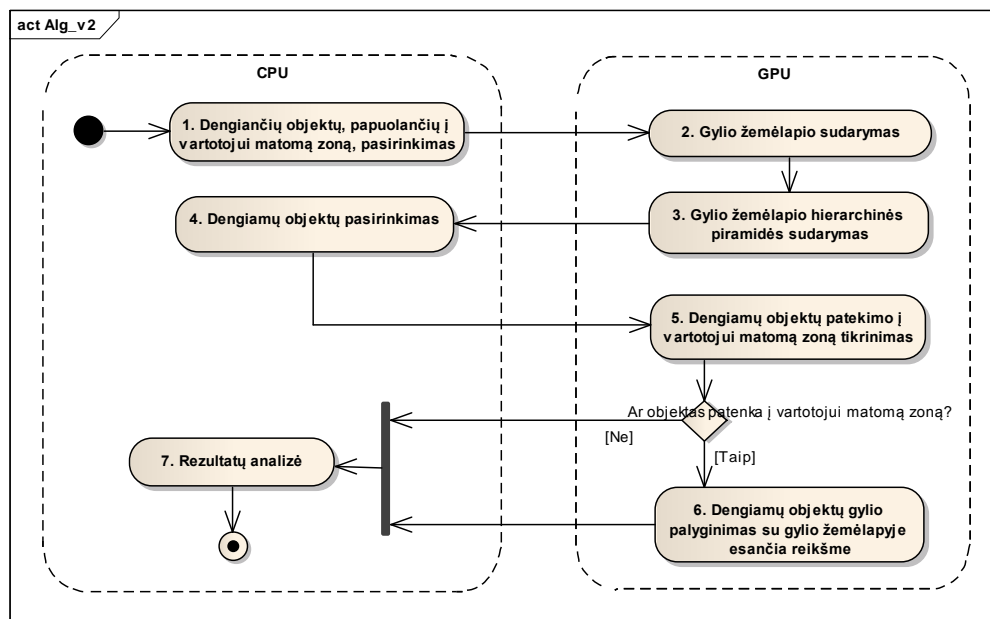 act Alg_v2
CPU
GPU
1. Dengiančių objektų, papuolančių į
vartotojui matomą zoną, pasirinkimas
2. Gylio žemėlapio sudarymas
4. Dengiamų objektų pasirinkimas
3. Gylio žemėlapio hierarchinės
piramidės sudarymas
5. Dengiamų objektų patekimo į
vartotojui matomą zoną tikrinimas
Ar objektas patenka į vartotojui matomą zoną?
[Ne]
[Taip]
7. Rezultatų analizė
6. Dengiamų objektų gylio
palyginimas su gylio žemėlapyje
esančia reikšme